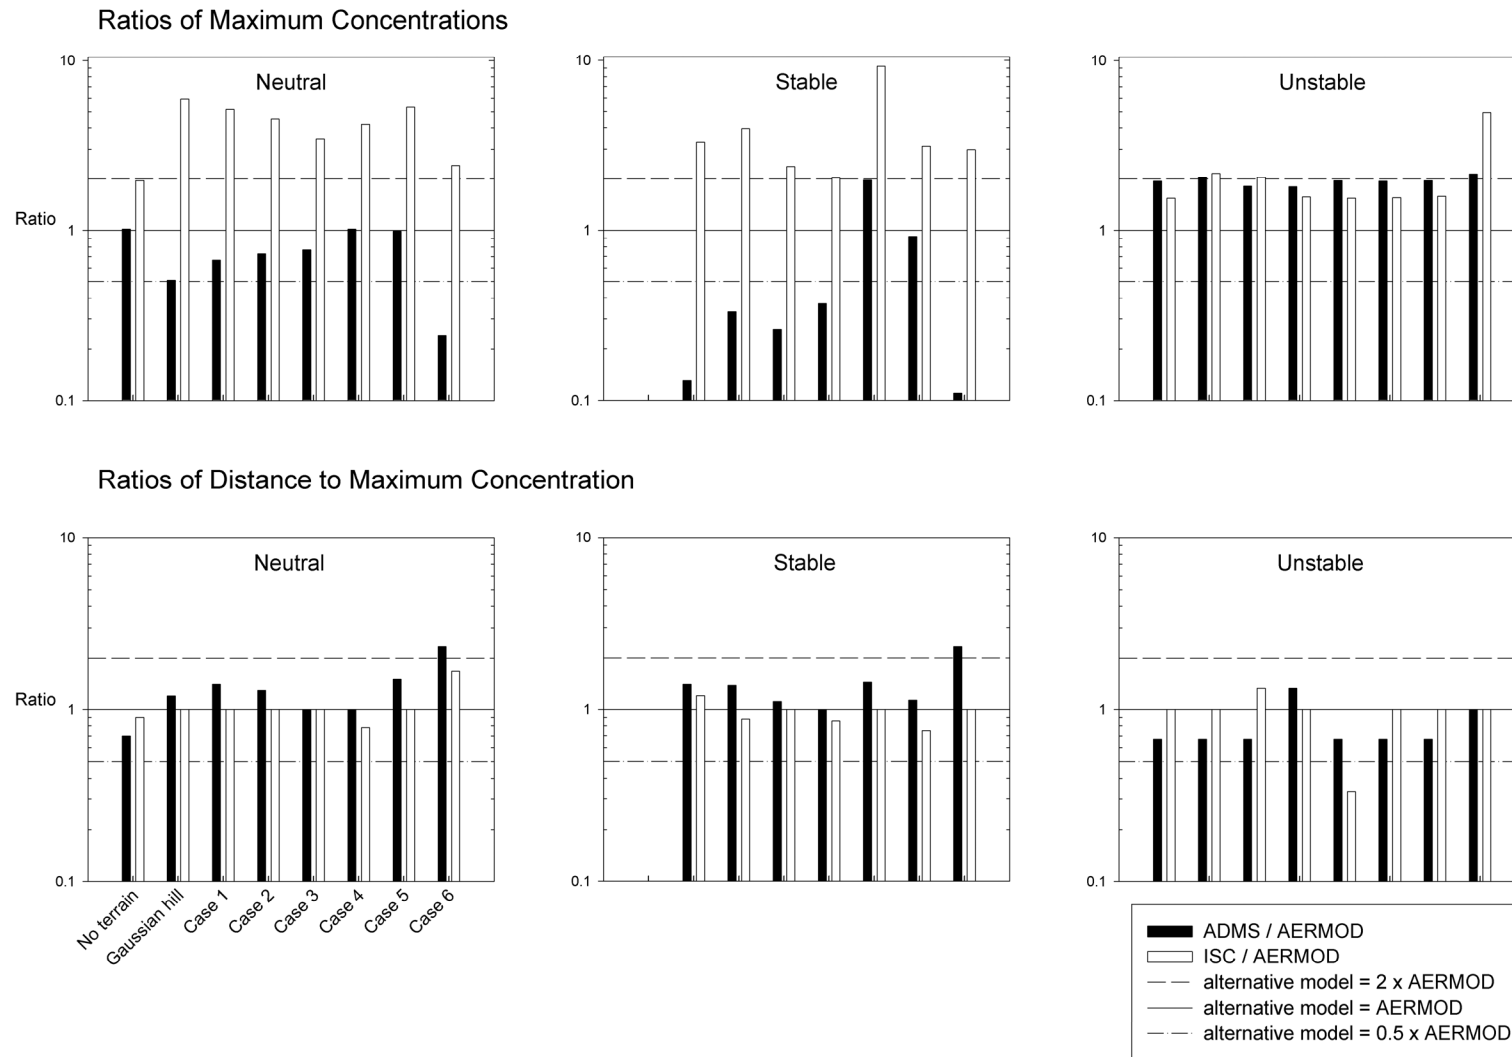 Ratios of Maximum Concentrations
Neutral
Stable
Unstable
10
1
0.1
Ratio
10
1
0.1
10
1
0.1
Ratios of Distance to Maximum Concentration
Neutral
Stable
Unstable
10
1
0.1
Ratio
10
1
0.1
10
1
0.1
No terrain
Gaussian hill
Case 1
Case 2
Case 3
Case 4
Case 5
Case 6
ADMS / AERMOD
ISC / AERMOD
alternative model = 2 x AERMOD
alternative model = AERMOD
alternative model = 0.5 x AERMOD